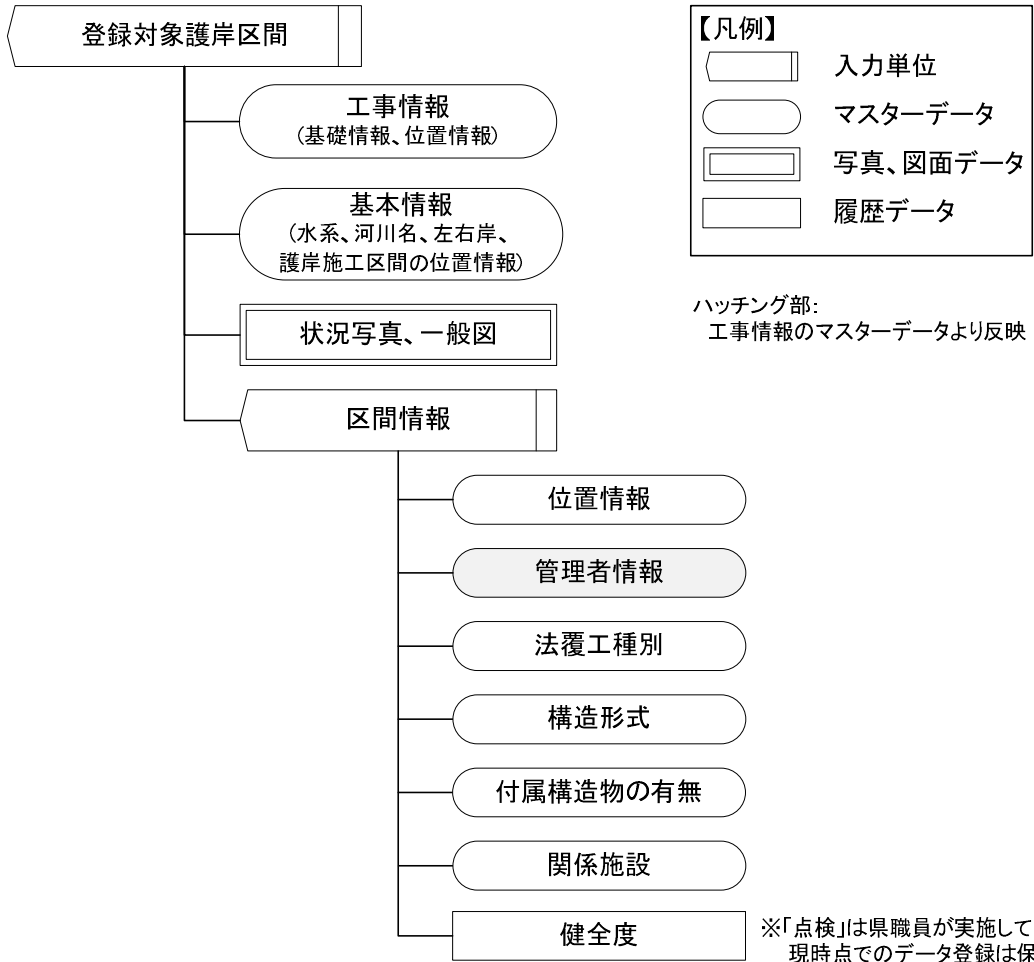 登録対象護岸区間
工事情報
(基礎情報、位置情報)
基本情報
(水系、河川名、左右岸、
護岸施工区間の位置情報)
状況写真、一般図
区間情報
位置情報
管理者情報
法覆工種別
構造形式
付属構造物の有無
関係施設
健全度
【凡例】
入力単位
マスターデータ
写真、図面データ
履歴データ
ハッチング部:
工事情報のマスターデータより反映
※「点検」は県職員が実施して
現時点でのデータ登録は保